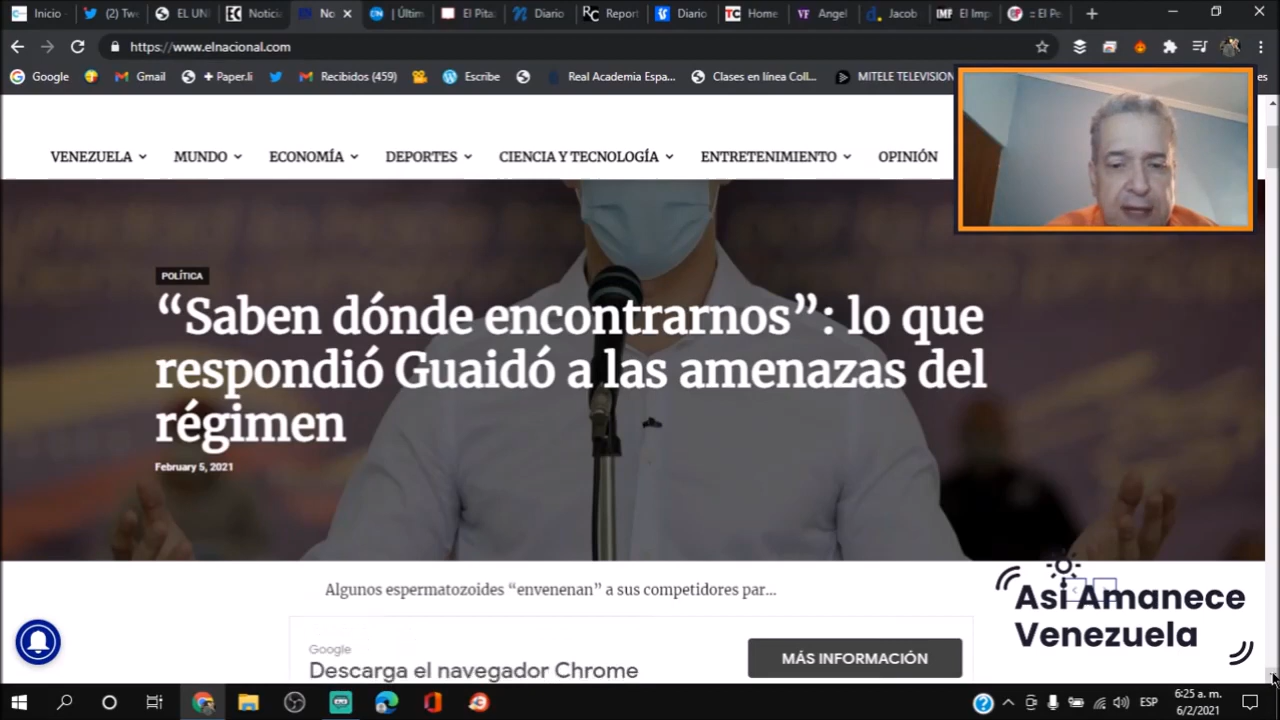 Inicio
(2) Twe
EL UNI
Notici
No
| Últim
El Pita
Diario
Report
Diario
Home
Angel
Jacob
El Imp
:: El Pe
https://www.elnacional.com
Google
Gmail
+ Paper.li
Recibidos (459)
Escribe
Real Academia Espa...
Clases en línea Coll...
MITELE TELEVISION
es
VENEZUELA
MUNDO
ECONOMÍA
DEPORTES
CIENCIA Y TECNOLOGÍA
ENTRETENIMIENTO
OPINIÓN
POLÍTICA
“Saben dónde encontrarnos”: lo que
respondió Guaidó a las amenazas del
régimen
February 5, 2021
Algunos espermatozoides “envenenan” a sus competidores par...
Google
Descarga el navegador Chrome
MÁS INFORMACIÓN
Asi Amanece
Venezuela
ESP
6:25 a. m.
6/2/2021